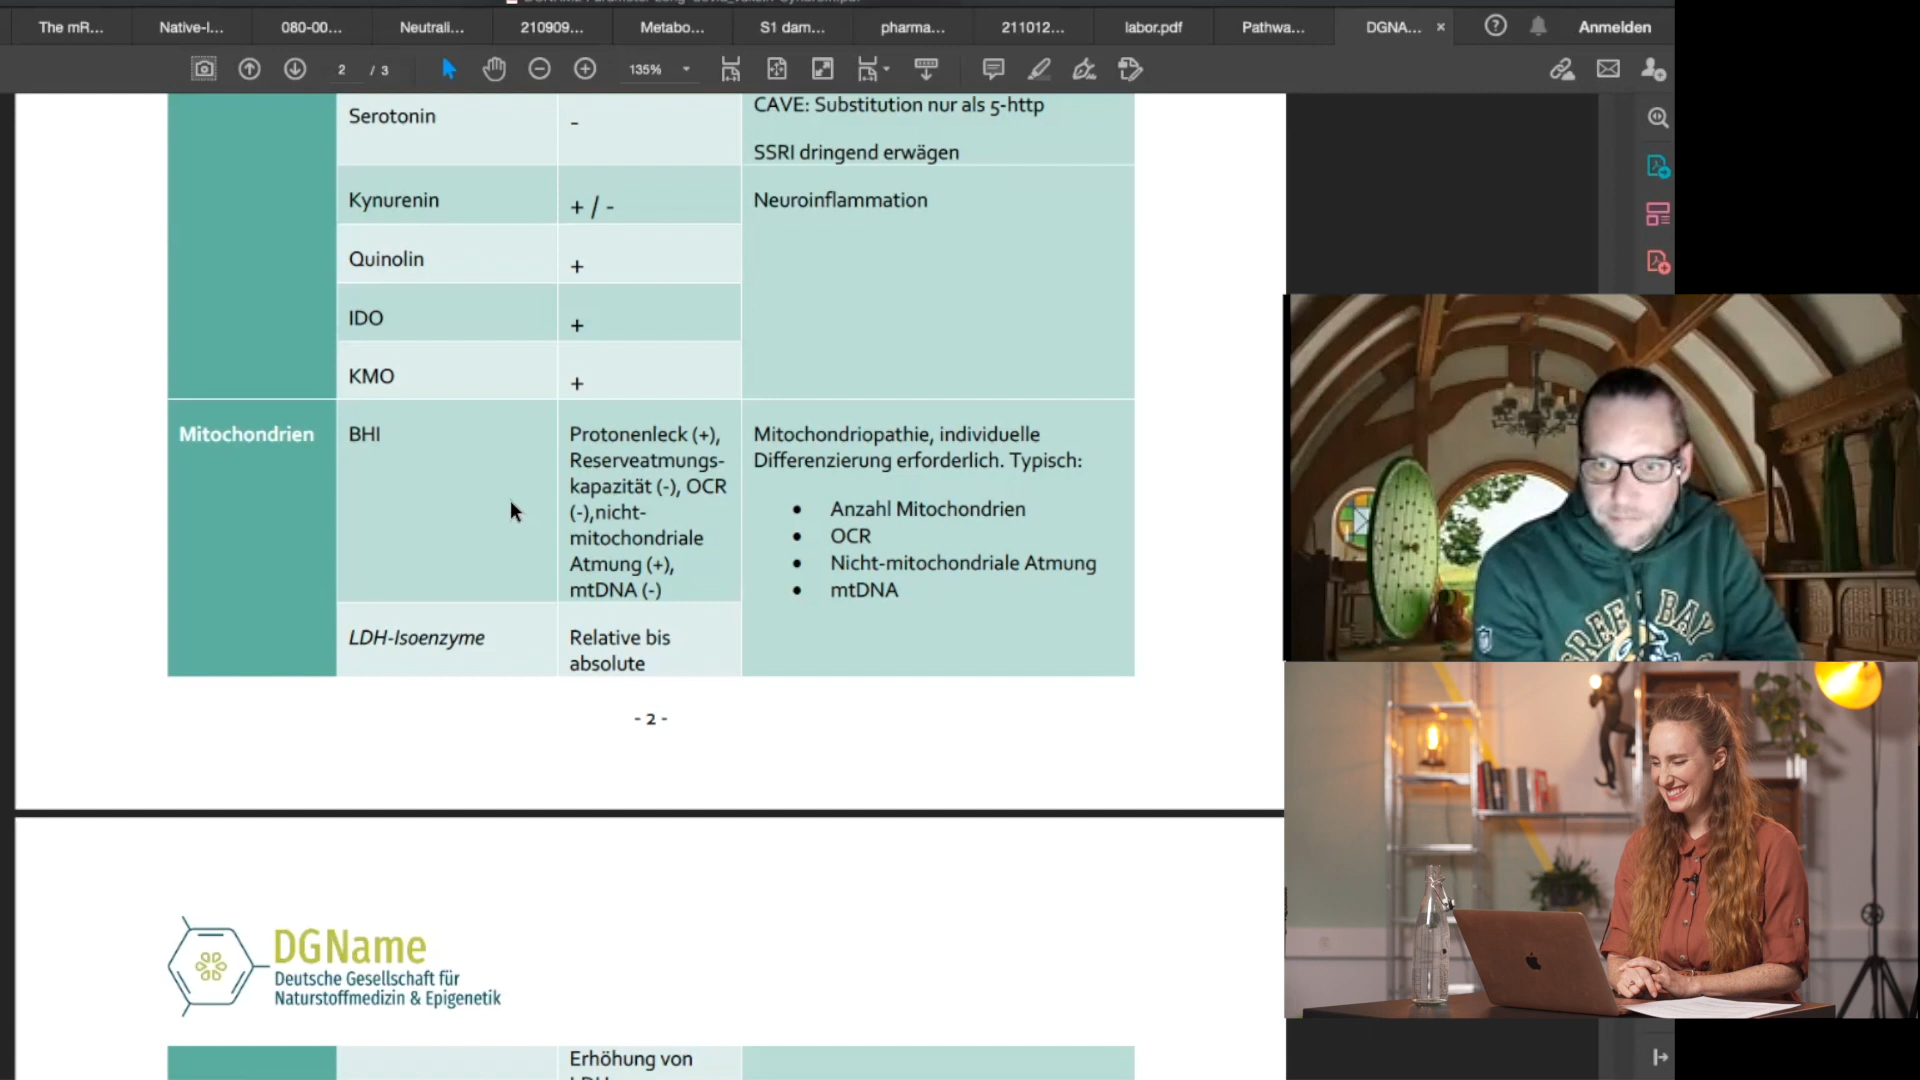 The mR...
Native-I...
080-00...
Neutrali...
210909...
Metabo...
S1 dam...
pharma...
211012...
labor.pdf
Pathwa...
DGNA...
Anmelden
2 / 3
135%
Serotonin
-
CAVE: Substitution nur als 5-http
SSRI dringend erwägen
Kynurenin
+ / -
Neuroinflammation
Quinolin
+
IDO
+
KMO
+
Mitochondrien
BHI
Protonenleck (+),
Reserveatmungs-
kapazität (-), OCR
(-),nicht-
mitochondriale
Atmung (+),
mtDNA (-)
Mitochondriopathie, individuelle
Differenzierung erforderlich. Typisch:
• Anzahl Mitochondrien
• OCR
• Nicht-mitochondriale Atmung
• mtDNA
LDH-Isoenzyme
Relative bis
absolute
- 2 -
DGName
Deutsche Gesellschaft für
Naturstoffmedizin & Epigenetik
Erhöhung von
GREEN BAY